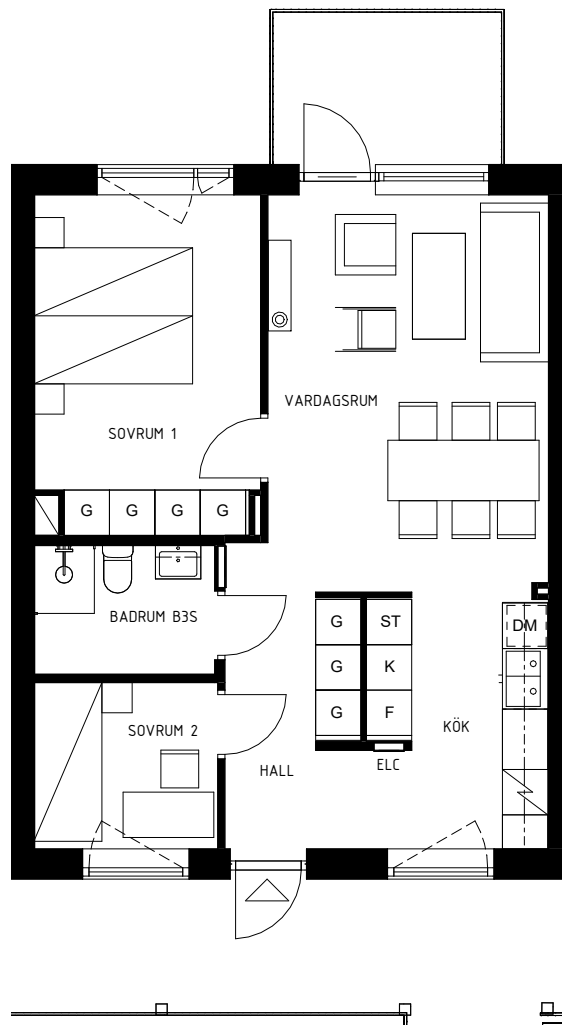 VARDAGSRUM
SOVRUM 1
G G G G
BADRUM B3S
G ST DM
G K
G F
SOVRUM 2
KÖK
HALL
ELC